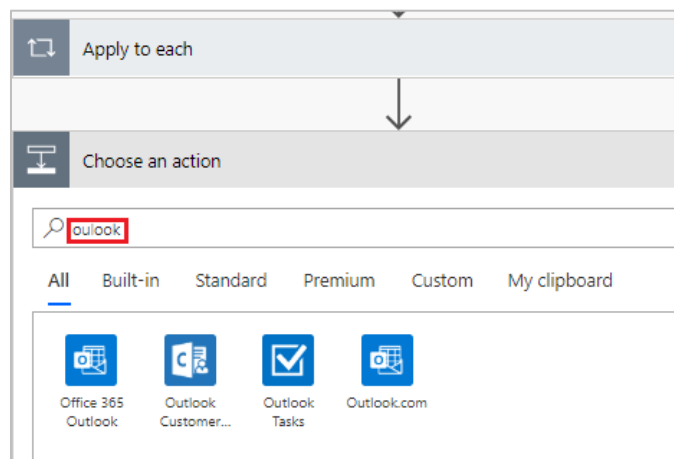 Apply to each
Choose an action
oulook
All Built-in Standard Premium Custom My clipboard
Office 365 Outlook Outlook Outlook.com
Outlook Customer... Tasks